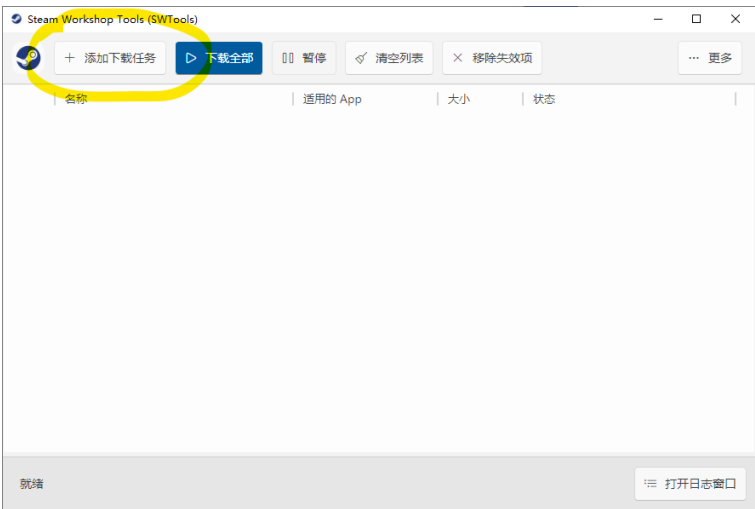 Steam Workshop Tools (SWTools)
添加下载任务 下载全部 暂停 清空列表 移除失效项 ··· 更多
名称 适用的 App 大小 状态
就绪 打开日志窗口